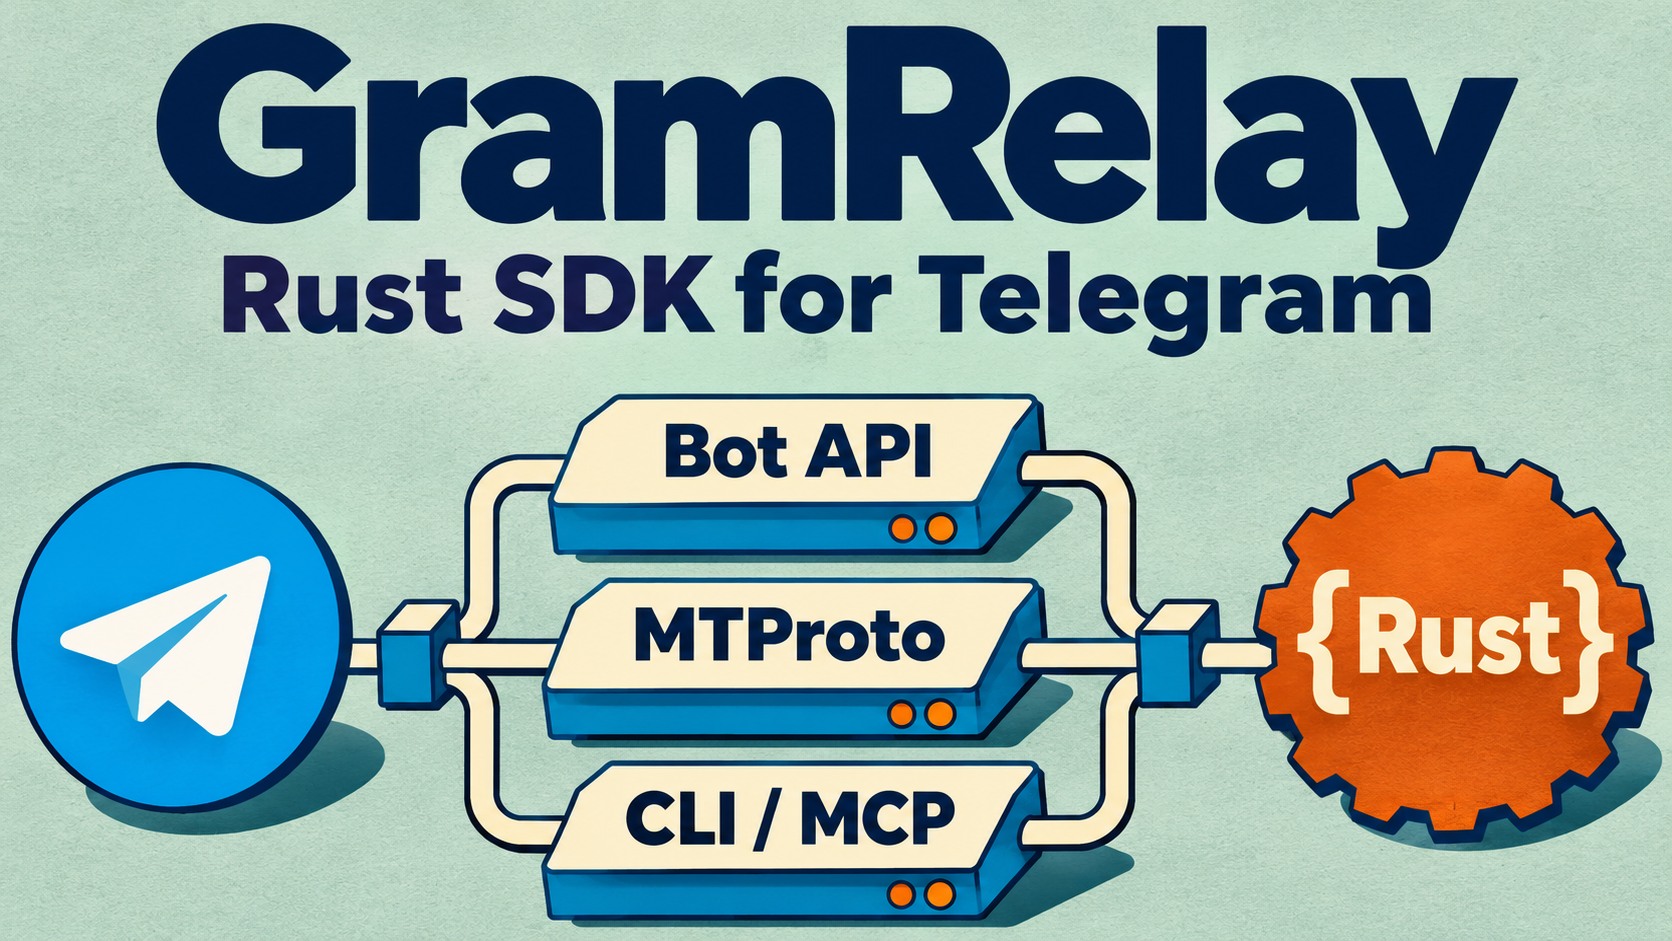 GramRelay
Rust SDK for Telegram
Bot API
MTProto
{Rust}
CLI / MCP